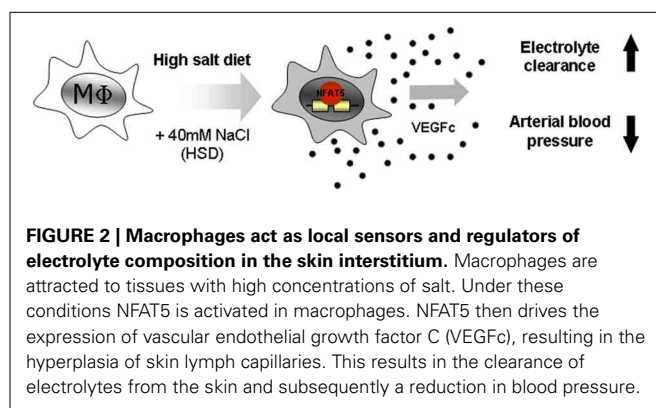 MΦ
High salt diet
+ 40mM NaCl
(HSD)
NFAT5
VEGFc
Electrolyte
clearance
Arterial blood
pressure
FIGURE 2 | Macrophages act as local sensors and regulators of
electrolyte composition in the skin interstitium. Macrophages are
attracted to tissues with high concentrations of salt. Under these
conditions NFAT5 is activated in macrophages. NFAT5 then drives the
expression of vascular endothelial growth factor C (VEGFc), resulting in the
hyperplasia of skin lymph capillaries. This results in the clearance of
electrolytes from the skin and subsequently a reduction in blood pressure.